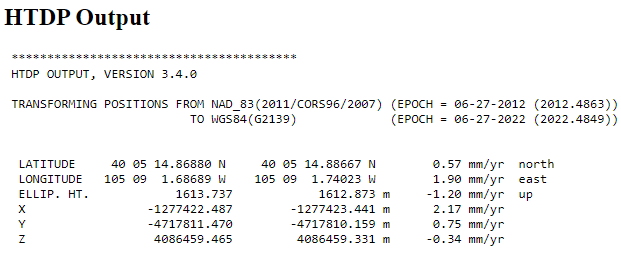 HTDP Output
****************************************
HTDP OUTPUT, VERSION 3.4.0
TRANSFORMING POSITIONS FROM NAD_83(2011/CORS96/2007) (EPOCH = 06-27-2012 (2012.4863))
TO WGS84(G2139) (EPOCH = 06-27-2022 (2022.4849))
LATITUDE 40 05 14.86880 N 40 05 14.88667 N 0.57 mm/yr north
LONGITUDE 105 09 1.68689 W 105 09 1.74023 W 1.90 mm/yr east
ELLIP. HT. 1613.737 1612.873 m -1.20 mm/yr up
X -1277422.487 -1277423.441 m 2.17 mm/yr
Y -4717811.470 -4717810.159 m 0.75 mm/yr
Z 4086459.465 4086459.331 m -0.34 mm/yr